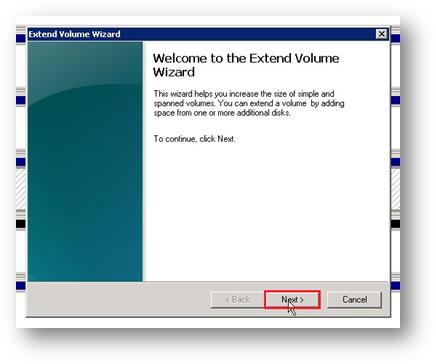 Extend Volume Wizard
Welcome to the Extend Volume
Wizard
This wizard helps you increase the size of simple and
spanned volumes. You can extend a volume by adding
space from one or more additional disks.
To continue, click Next.
< Back
Next >
Cancel